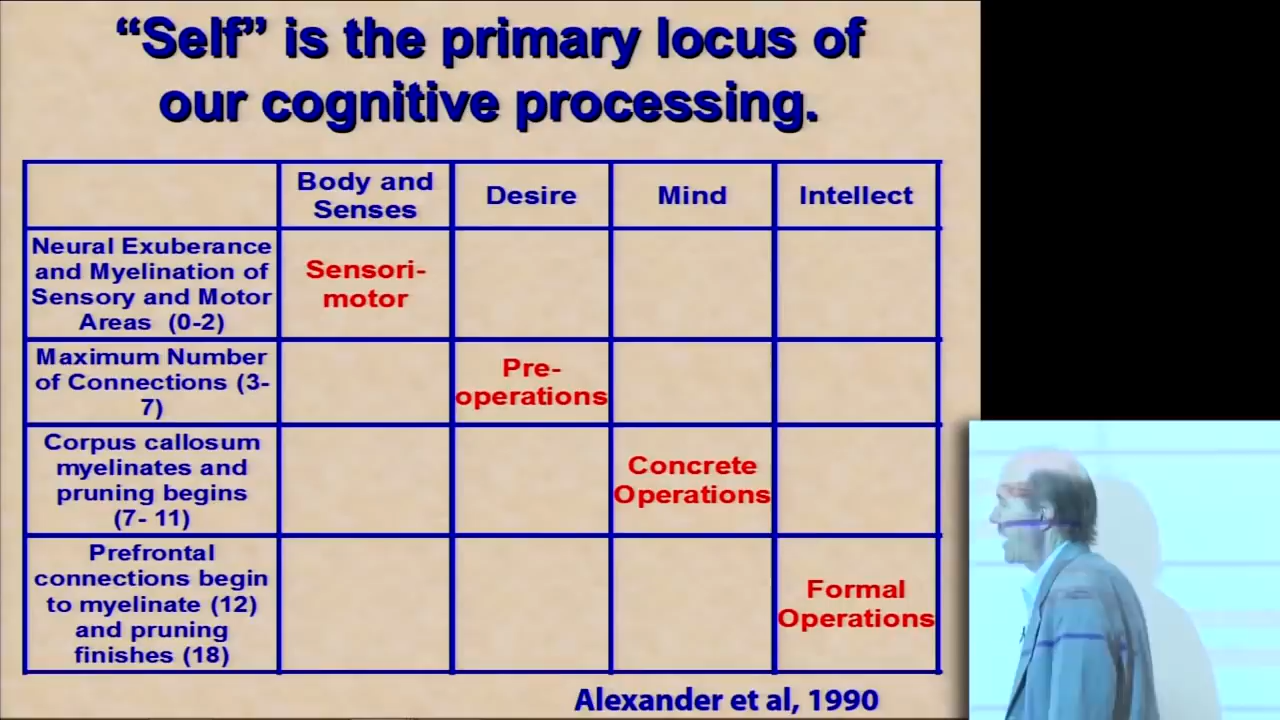 “Self” is the primary locus of
our cognitive processing.
Body and
Senses
Desire
Mind
Intellect
Neural Exuberance
and Myelination of
Sensory and Motor
Areas (0-2)
Sensori-
motor
Maximum Number
of Connections (3-
7)
Pre-
operations
Corpus callosum
myelinates and
pruning begins
(7- 11)
Concrete
Operations
Prefrontal
connections begin
to myelinate (12)
and pruning
finishes (18)
Formal
Operations
Alexander et al, 1990